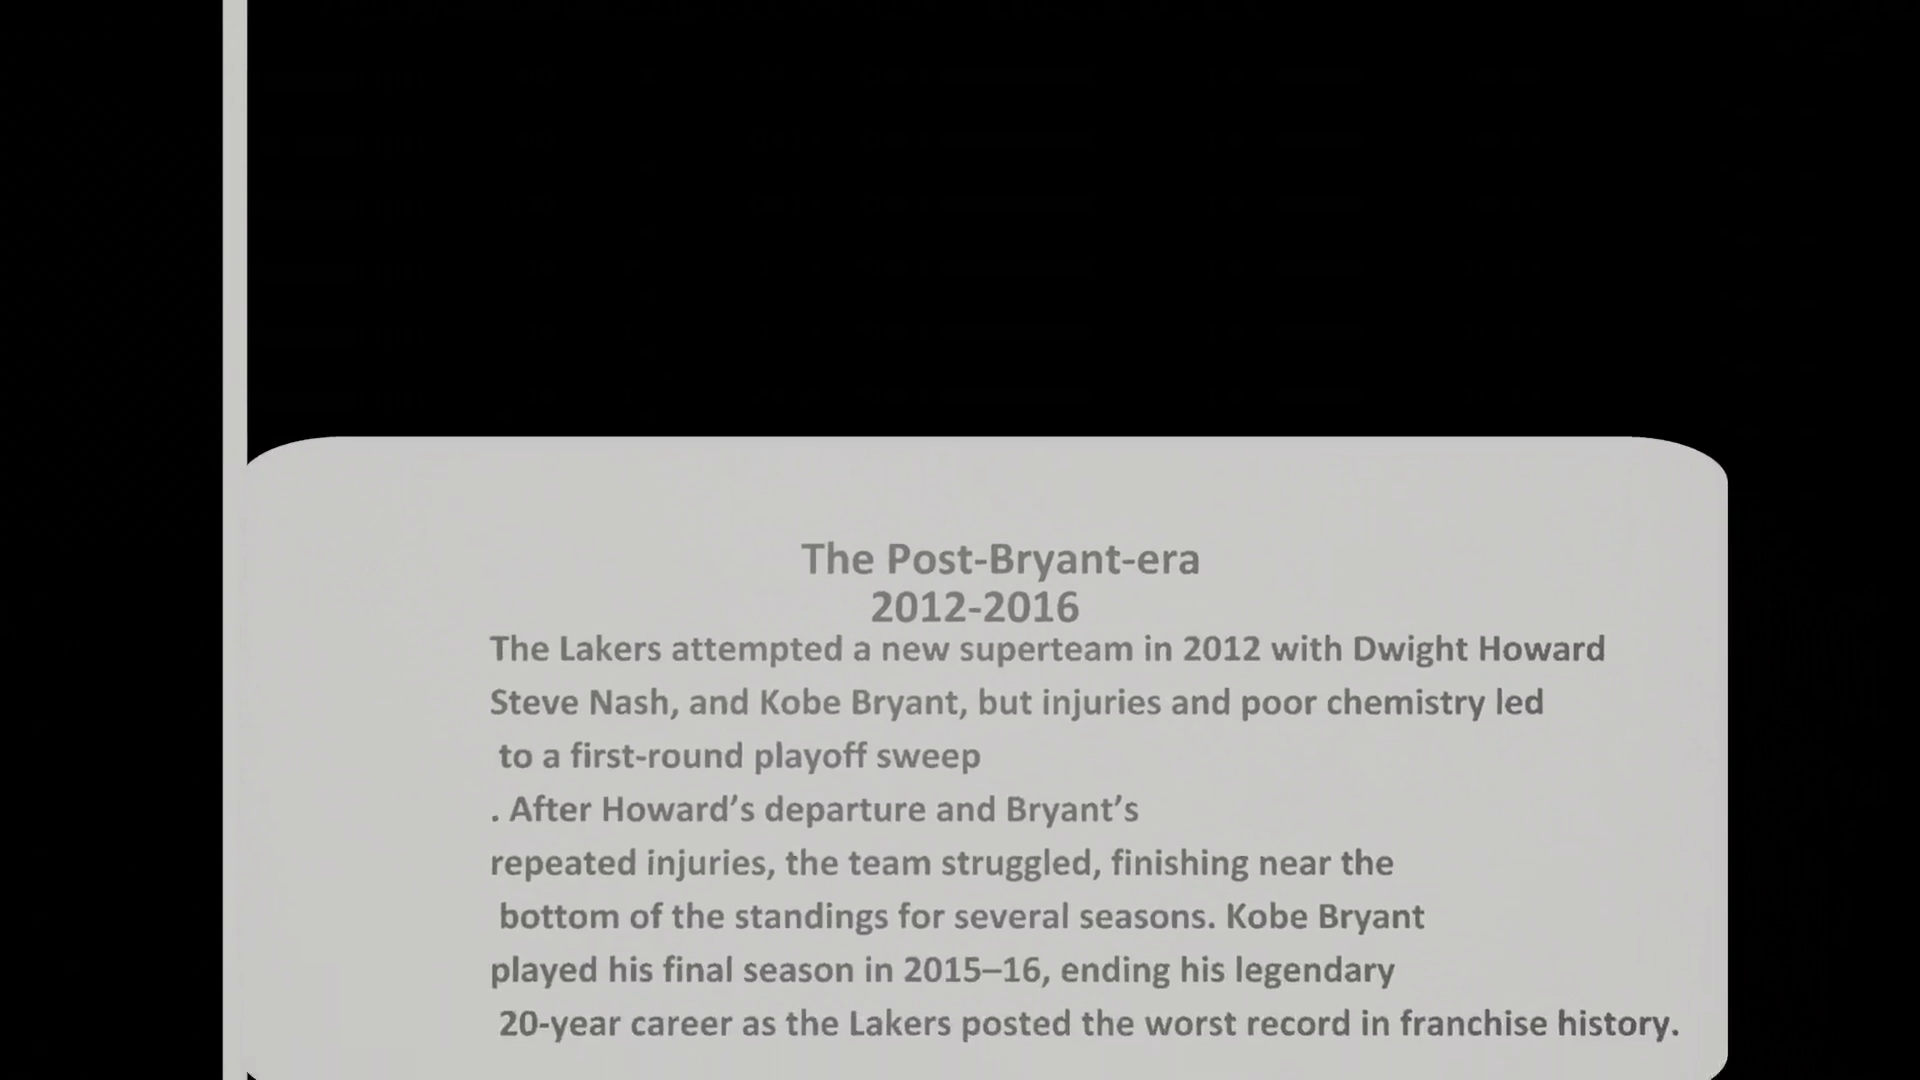 The Post-Bryant-era
2012-2016
The Lakers attempted a new superteam in 2012 with Dwight Howard
Steve Nash, and Kobe Bryant, but injuries and poor chemistry led
to a first-round playoff sweep
. After Howard’s departure and Bryant’s
repeated injuries, the team struggled, finishing near the
bottom of the standings for several seasons. Kobe Bryant
played his final season in 2015–16, ending his legendary
20-year career as the Lakers posted the worst record in franchise history.